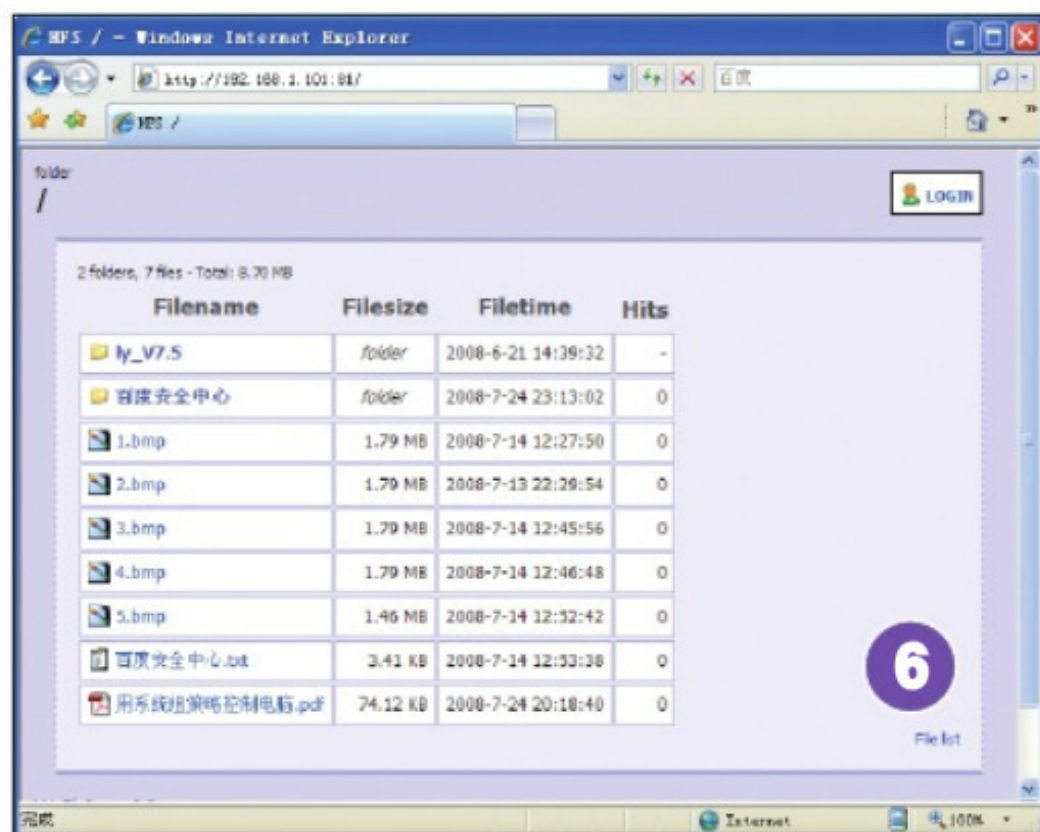 HFS / - Windows Internet Explorer
http://192.168.1.101:81/
百度
HFS /
folder
/
LOGIN
2 folders, 7 files - Total: 8.70 MB
Filename Filesize Filetime Hits
ly_V7.5 folder 2008-6-21 14:39:32 -
百度安全中心 folder 2008-7-24 23:13:02 0
1.bmp 1.79 MB 2008-7-14 12:27:50 0
2.bmp 1.79 MB 2008-7-13 22:29:54 0
3.bmp 1.79 MB 2008-7-14 12:45:56 0
4.bmp 1.79 MB 2008-7-14 12:46:48 0
5.bmp 1.46 MB 2008-7-14 12:52:42 0
百度安全中心.txt 3.41 KB 2008-7-14 12:53:38 0
用系统组策略控制电脑.pdf 74.12 KB 2008-7-24 20:18:40 0
6
File list
完成 Internet 100%